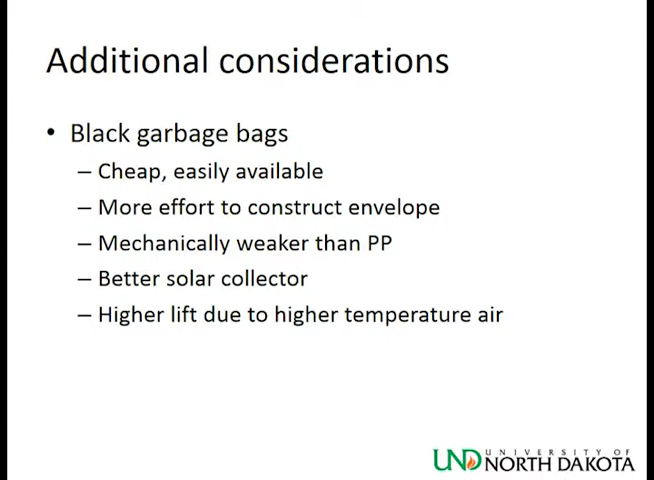 Additional considerations
• Black garbage bags
– Cheap, easily available
– More effort to construct envelope
– Mechanically weaker than PP
– Better solar collector
– Higher lift due to higher temperature air
UND UNIVERSITY OF
NORTH DAKOTA